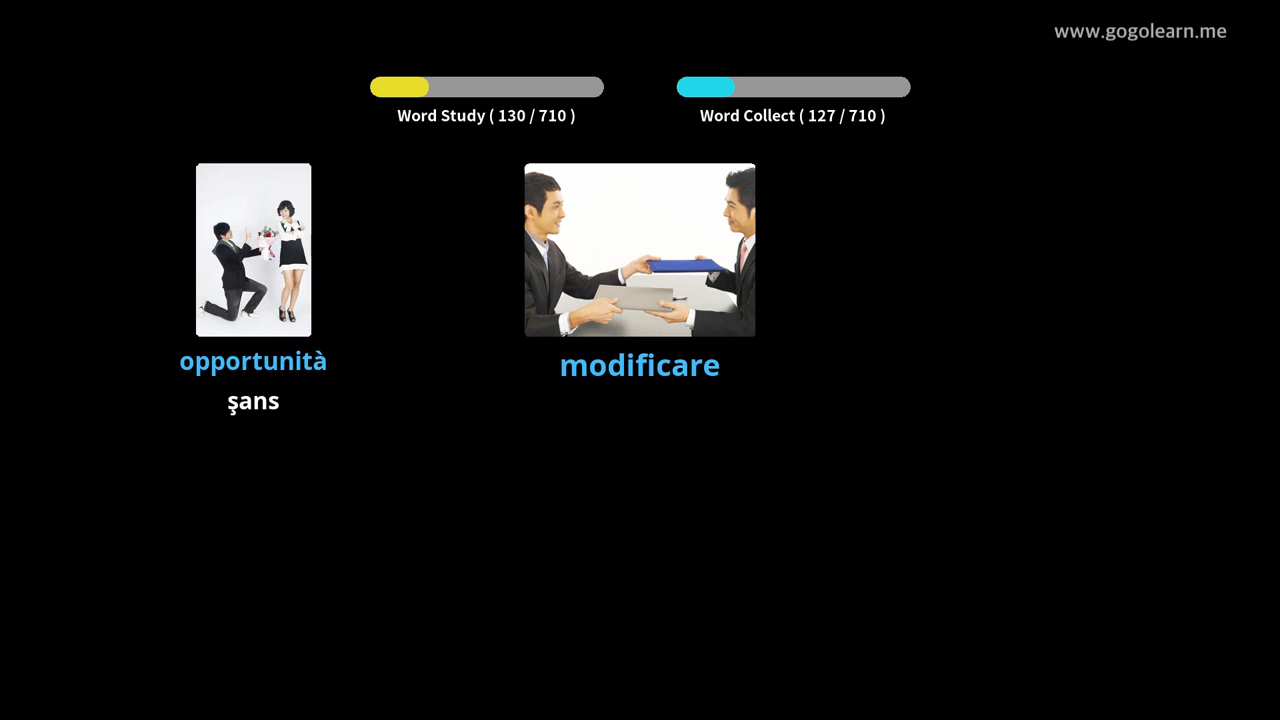 www.gogolearn.me
Word Study ( 130 / 710 )
Word Collect ( 127 / 710 )
opportunità
şans
modificare